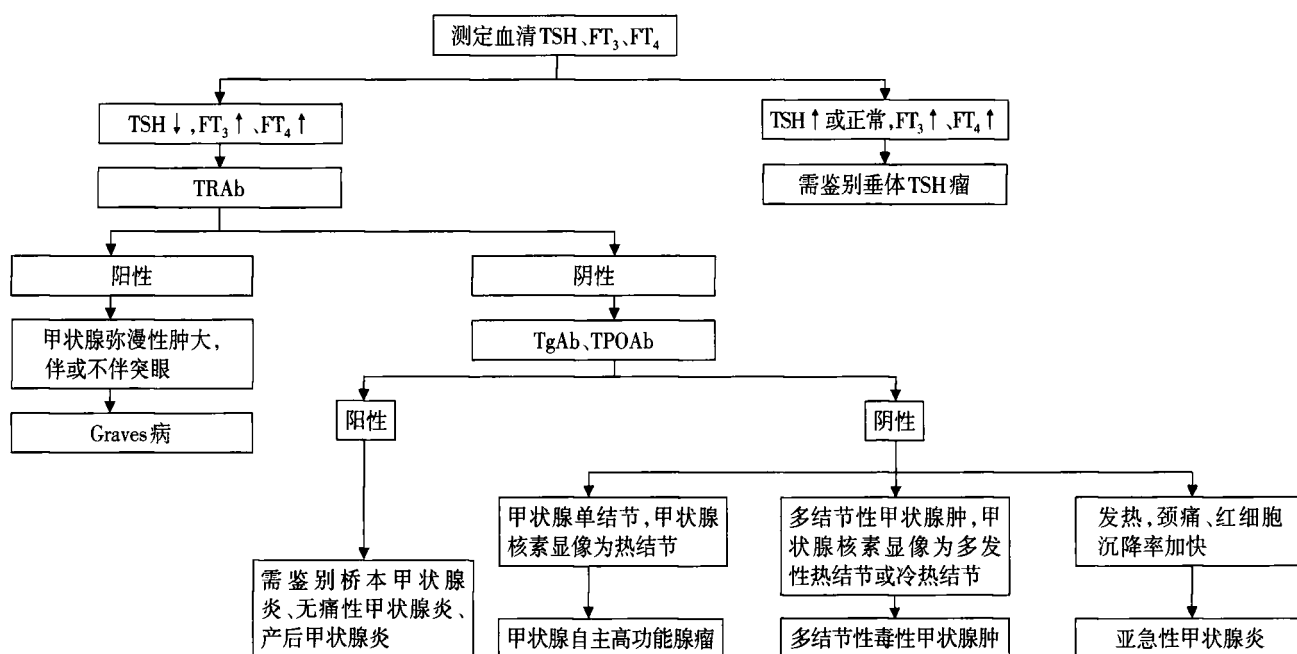 测定血清TSH、FT₃、FT₄
TSH↓,FT₃↑、FT₄↑
TSH↑或正常,FT₃↑、FT₄↑
TRAb
需鉴别垂体TSH瘤
阳性
阴性
甲状腺弥漫性肿大，
伴或不伴突眼
TgAb、TPOAb
Graves病
阳性
阴性
甲状腺单结节，甲状腺
核素显像为热结节
多结节性甲状腺肿，甲
状腺核素显像为多发
性热结节或冷热结节
发热，颈痛、红细胞
沉降率加快
需鉴别桥本甲状腺
炎、无痛性甲状腺炎、
产后甲状腺炎
甲状腺自主高功能腺瘤
多结节性毒性甲状腺肿
亚急性甲状腺炎